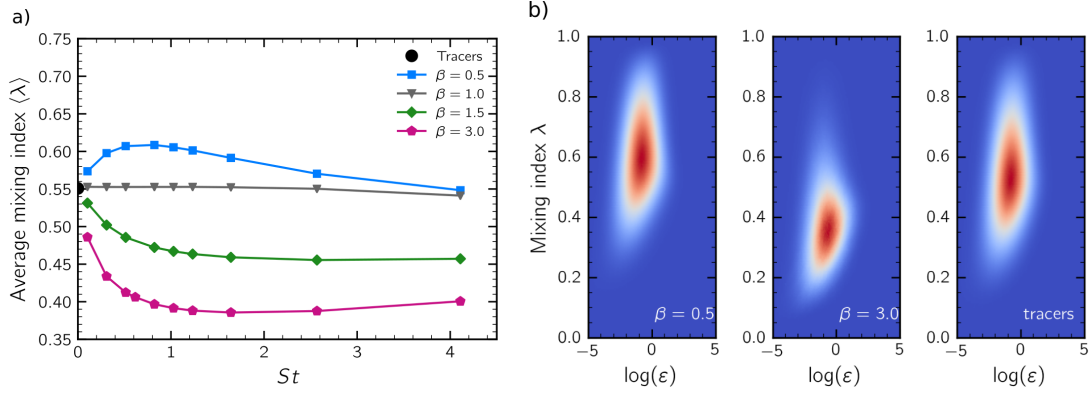 a)
Average mixing index ⟨λ⟩
0.75
0.70
0.65
0.60
0.55
0.50
0.45
0.40
0.35
0
1
2
3
4
St
Tracers
β = 0.5
β = 1.0
β = 1.5
β = 3.0
b)
Mixing index λ
1.0
0.8
0.6
0.4
0.2
0.0
β = 0.5
−5
0
5
log(ε)
1.0
0.8
0.6
0.4
0.2
0.0
β = 3.0
−5
0
5
log(ε)
1.0
0.8
0.6
0.4
0.2
0.0
tracers
−5
0
5
log(ε)